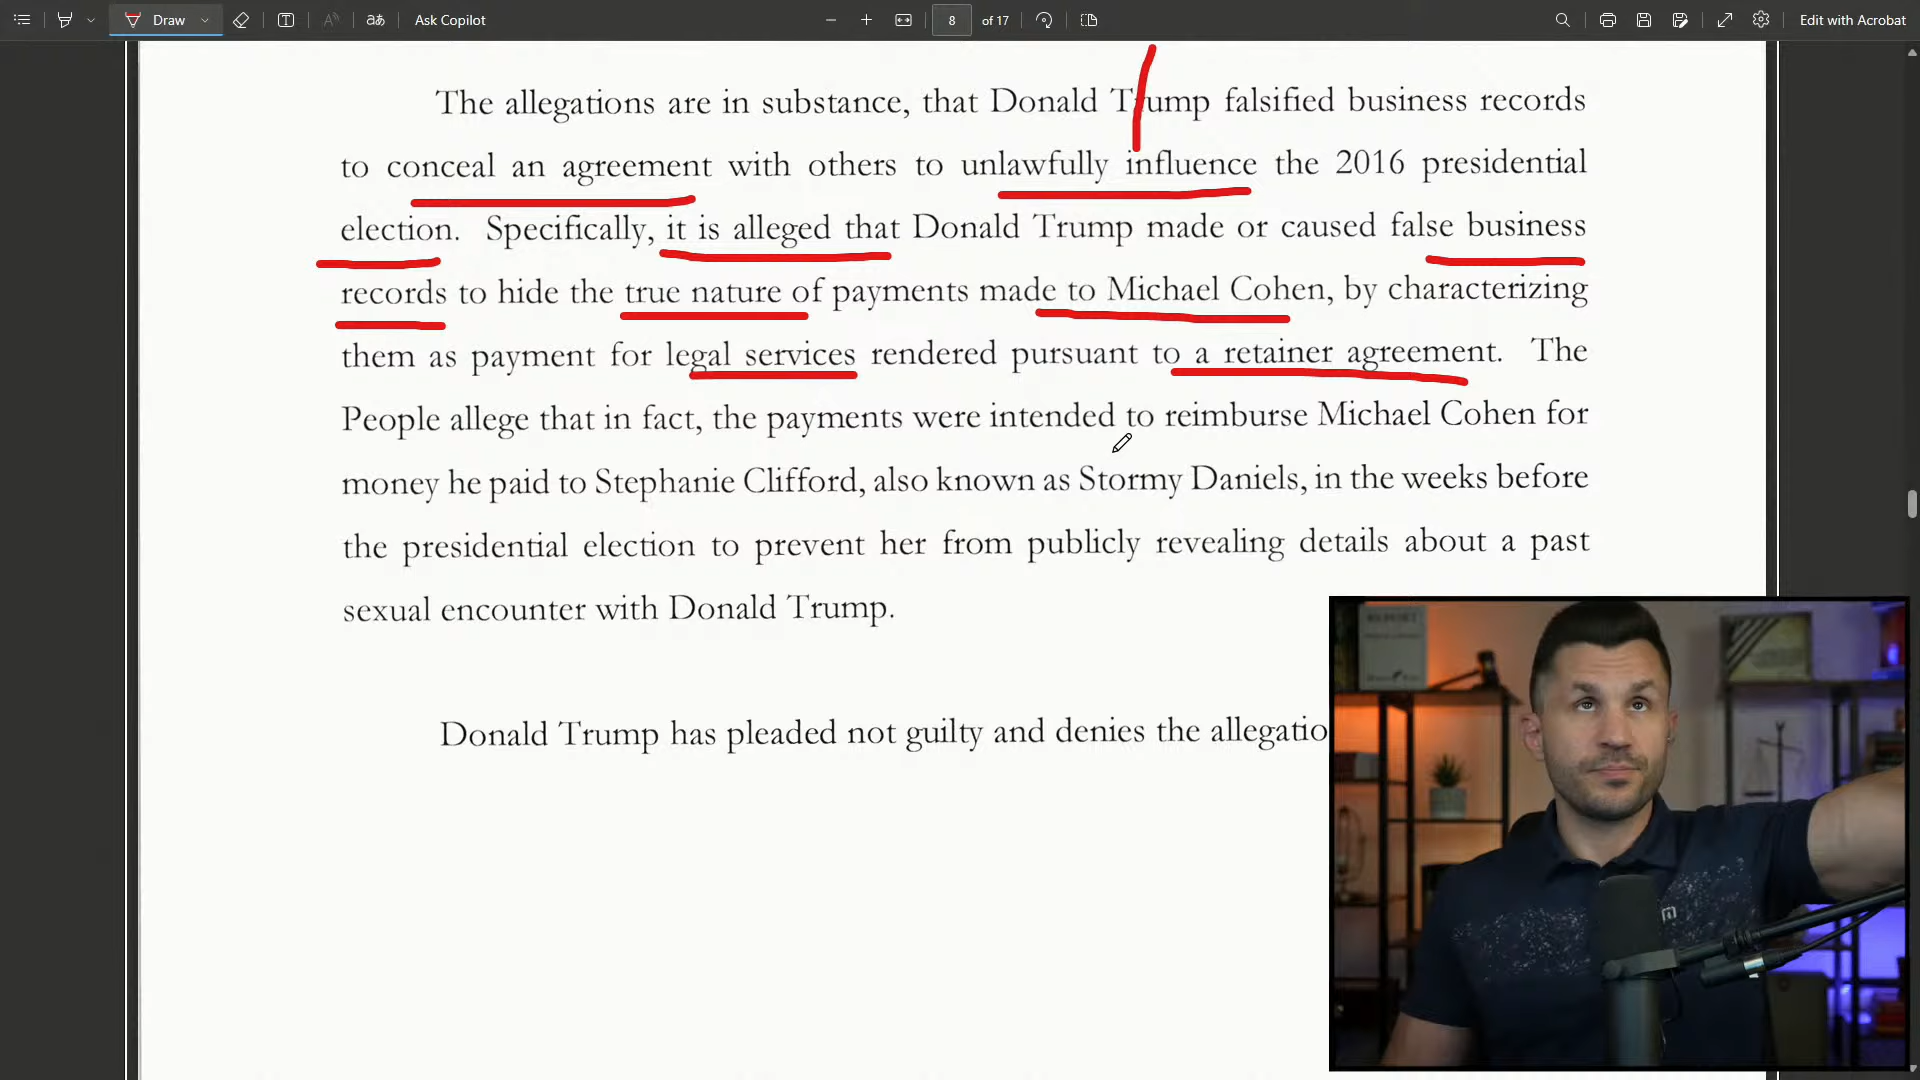 Draw
Ask Copilot
8
of 17
Edit with Acrobat
The allegations are in substance, that Donald Trump falsified business records
to conceal an agreement with others to unlawfully influence the 2016 presidential
election. Specifically, it is alleged that Donald Trump made or caused false business
records to hide the true nature of payments made to Michael Cohen, by characterizing
them as payment for legal services rendered pursuant to a retainer agreement. The
People allege that in fact, the payments were intended to reimburse Michael Cohen for
money he paid to Stephanie Clifford, also known as Stormy Daniels, in the weeks before
the presidential election to prevent her from publicly revealing details about a past
sexual encounter with Donald Trump.
Donald Trump has pleaded not guilty and denies the allegatio